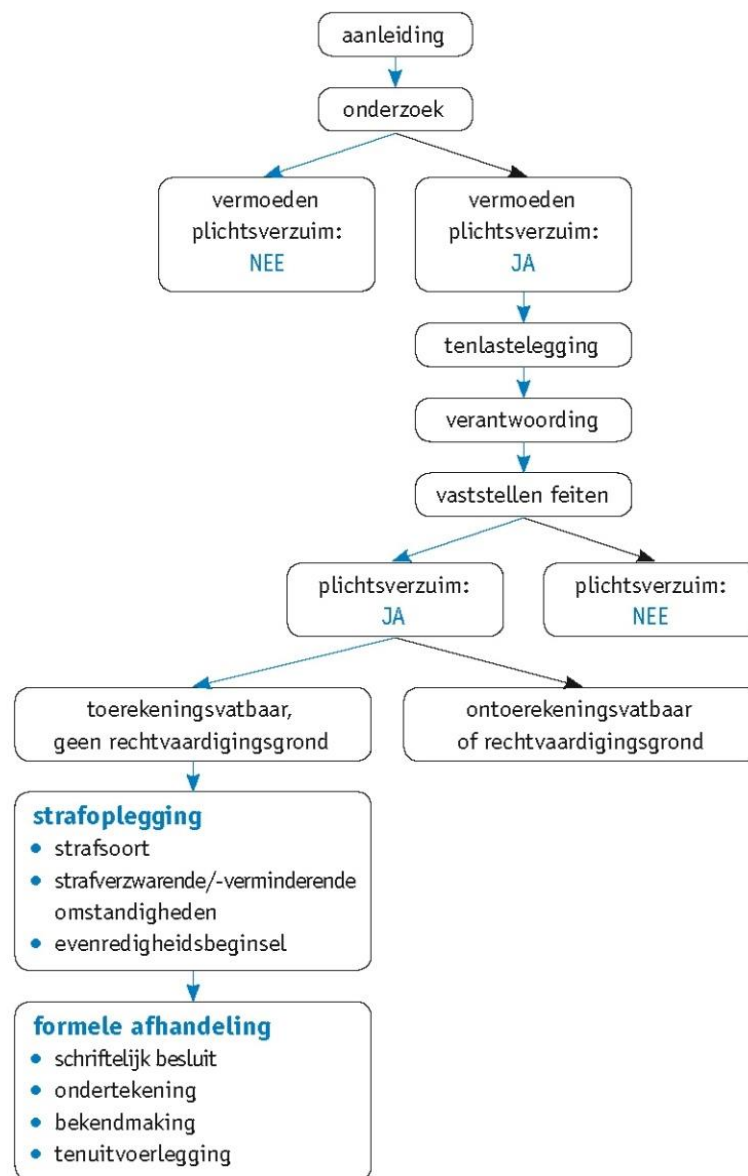 aanleiding
onderzoek
vermoeden
plichtsverzuim:
NEE
vermoeden
plichtsverzuim:
JA
tenlastelegging
verantwoording
vaststellen feiten
plichtsverzuim:
JA
plichtsverzuim:
NEE
toerekeningsvatbaar,
geen rechtvaardigingsgrond
ontoerekeningsvatbaar
of rechtvaardigingsgrond
strafoplegging
• strafsoort
• strafverzwarende/-verminderende
omstandigheden
• evenredigheidsbeginsel
formele afhandeling
• schriftelijk besluit
• ondertekening
• bekendmaking
• tenuitvoerlegging